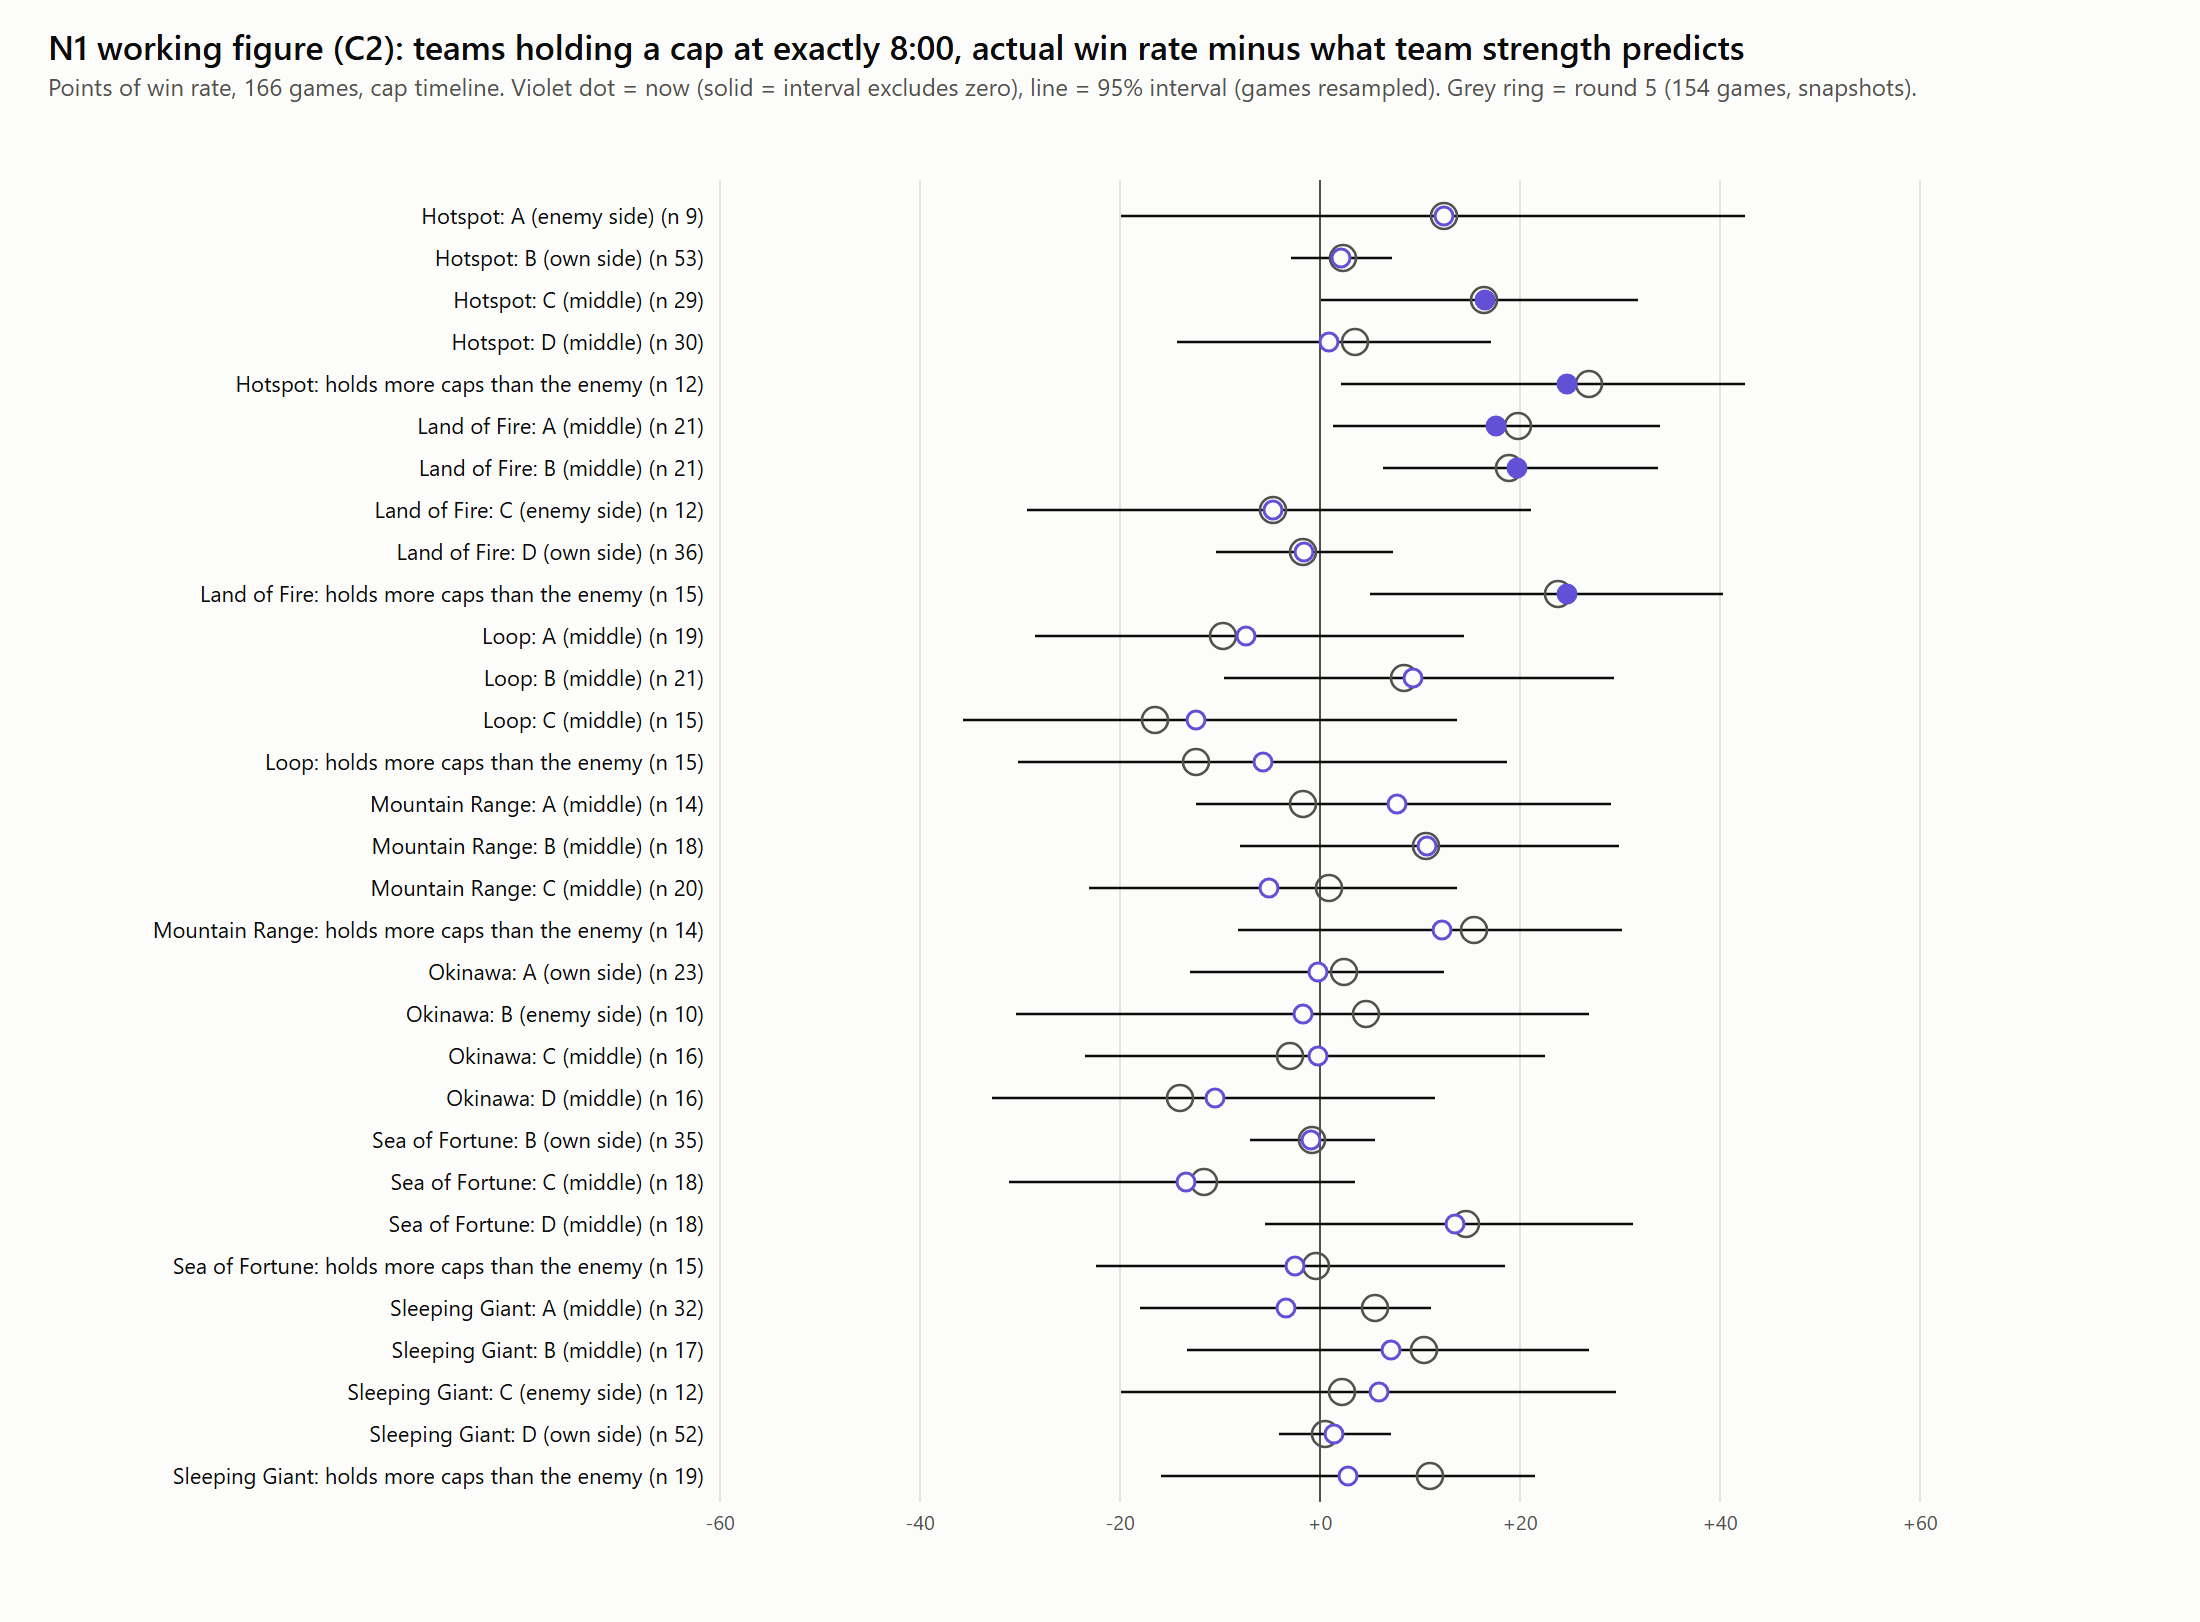 N1 working figure (C2): teams holding a cap at exactly 8:00, actual win rate minus what team strength predicts
Points of win rate, 166 games, cap timeline. Violet dot = now (solid = interval excludes zero), line = 95% interval (games resampled). Grey ring = round 5 (154 games, snapshots).
Hotspot: A (enemy side) (n 9)
Hotspot: B (own side) (n 53)
Hotspot: C (middle) (n 29)
Hotspot: D (middle) (n 30)
Hotspot: holds more caps than the enemy (n 12)
Land of Fire: A (middle) (n 21)
Land of Fire: B (middle) (n 21)
Land of Fire: C (enemy side) (n 12)
Land of Fire: D (own side) (n 36)
Land of Fire: holds more caps than the enemy (n 15)
Loop: A (middle) (n 19)
Loop: B (middle) (n 21)
Loop: C (middle) (n 15)
Loop: holds more caps than the enemy (n 15)
Mountain Range: A (middle) (n 14)
Mountain Range: B (middle) (n 18)
Mountain Range: C (middle) (n 20)
Mountain Range: holds more caps than the enemy (n 14)
Okinawa: A (own side) (n 23)
Okinawa: B (enemy side) (n 10)
Okinawa: C (middle) (n 16)
Okinawa: D (middle) (n 16)
Sea of Fortune: B (own side) (n 35)
Sea of Fortune: C (middle) (n 18)
Sea of Fortune: D (middle) (n 18)
Sea of Fortune: holds more caps than the enemy (n 15)
Sleeping Giant: A (middle) (n 32)
Sleeping Giant: B (middle) (n 17)
Sleeping Giant: C (enemy side) (n 12)
Sleeping Giant: D (own side) (n 52)
Sleeping Giant: holds more caps than the enemy (n 19)
-60 -40 -20 +0 +20 +40 +60